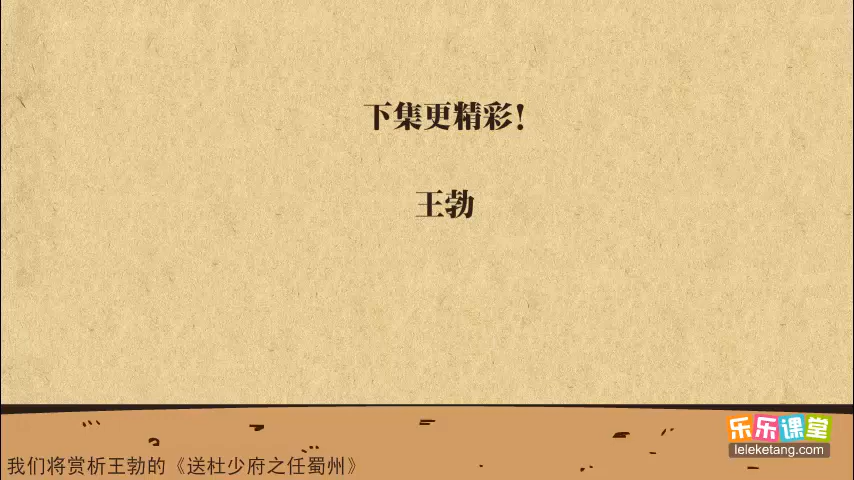 下集更精彩!
王勃
乐乐课堂
leleketang.com
我们将赏析王勃的《送杜少府之任蜀州》